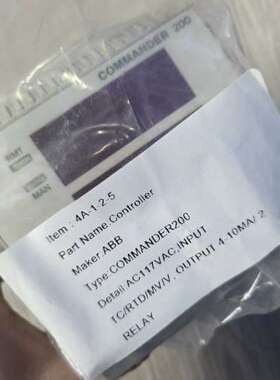 COMMANDER 200
RMT
MAN
Item : 4A-1-2-5
Part Name:Controller
Maker:ABB
Type:COMMANDER200
Detail:AC117VAC,INPUT
TC/RTD/MV/V, OUTPUT 4.10MA/ 2
RELAY